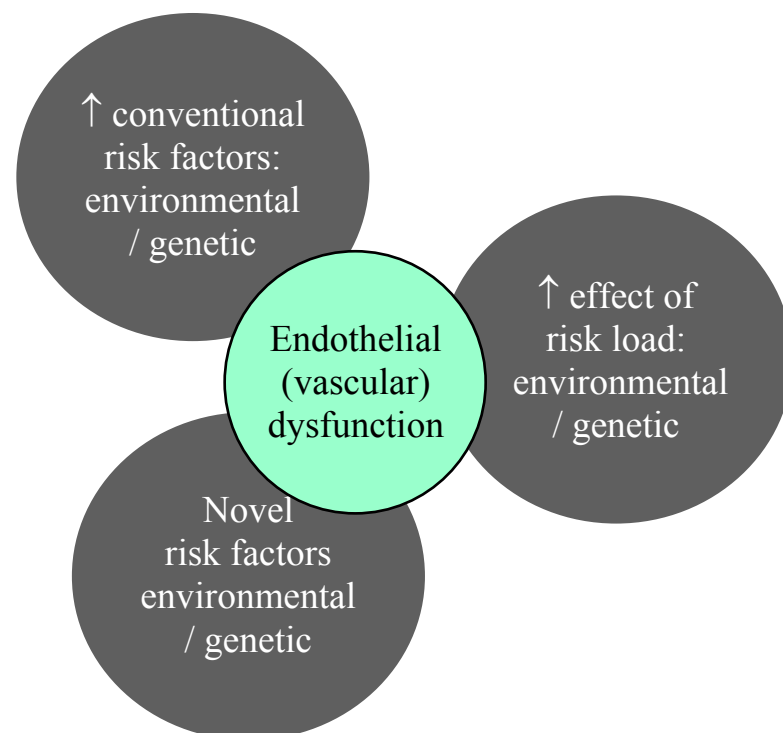 ↑ conventional
risk factors:
environmental
/ genetic
↑ effect of
risk load:
environmental
/ genetic
Endothelial
(vascular)
dysfunction
Novel
risk factors
environmental
/ genetic